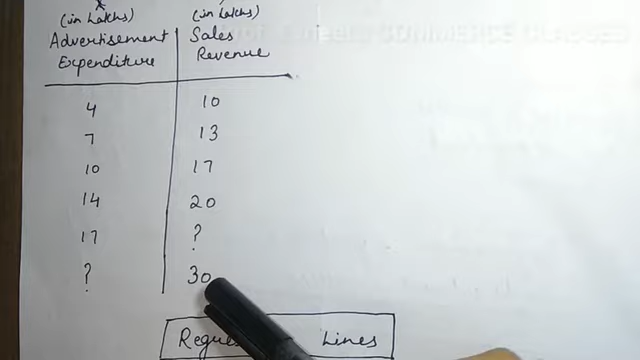 (in Lakhs) (in Lakhs)
Advertisement Sales
Expenditure Revenue
4 10
7 13
10 17
14 20
17 ?
? 30
Lines